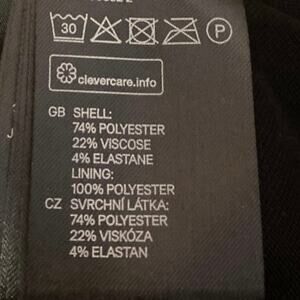 30 P
clevercare.info
GB SHELL:
74% POLYESTER
22% VISCOSE
4% ELASTANE
LINING:
100% POLYESTER
CZ SVRCHNÍ LÁTKA:
74% POLYESTER
22% VISKÓZA
4% ELASTAN